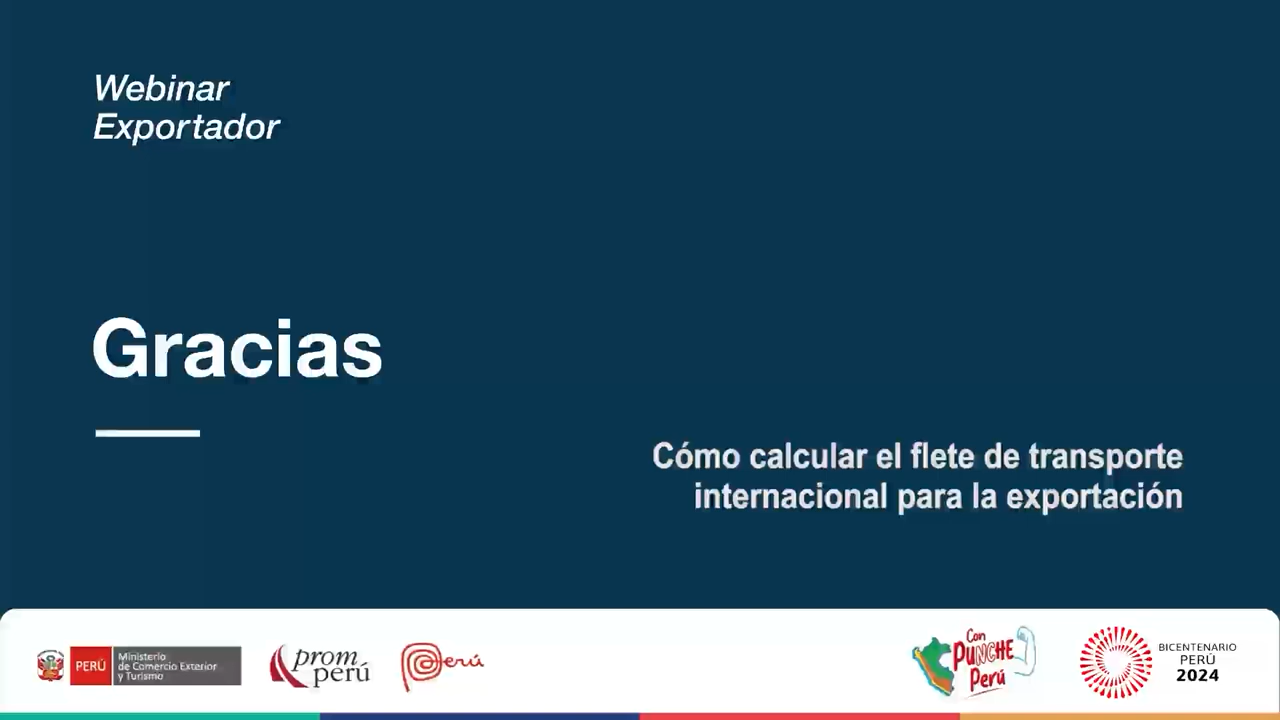 Webinar
Exportador
Gracias
Cómo calcular el flete de transporte
internacional para la exportación
PERÚ
Ministerio
de Comercio Exterior
y Turismo
prom
perú
Perú
Con
PUNCHE
Perú
BICENTENARIO
PERÚ
2024